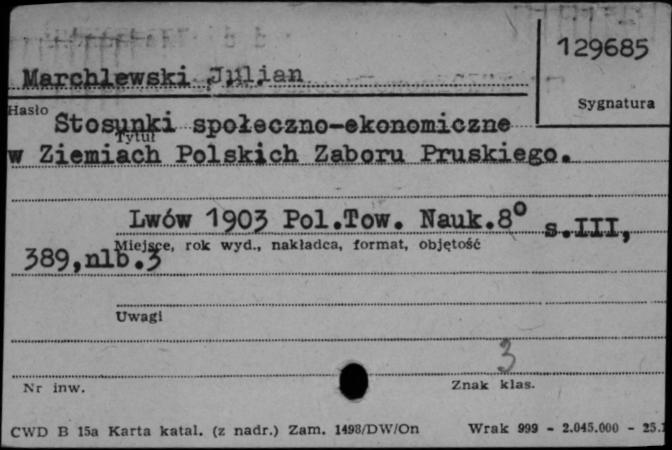 129685
Marchlewski Julian
Sygnatura
Hasło
Stosunki społeczno-ekonomiczne
Tytuł
w Ziemiach Polskich Zaboru Pruskiego.
Lwów 1903 Pol.Tow. Nauk.8° s.III,
Miejsce, rok wyd., nakładca, format, objętość
389,nlb.3
Uwagi
3
Nr inw.
Znak klas.
CWD B 15a Karta katal. (z nadr.) Zam. 1498/DW/On Wrak 999 - 2.045.000 -